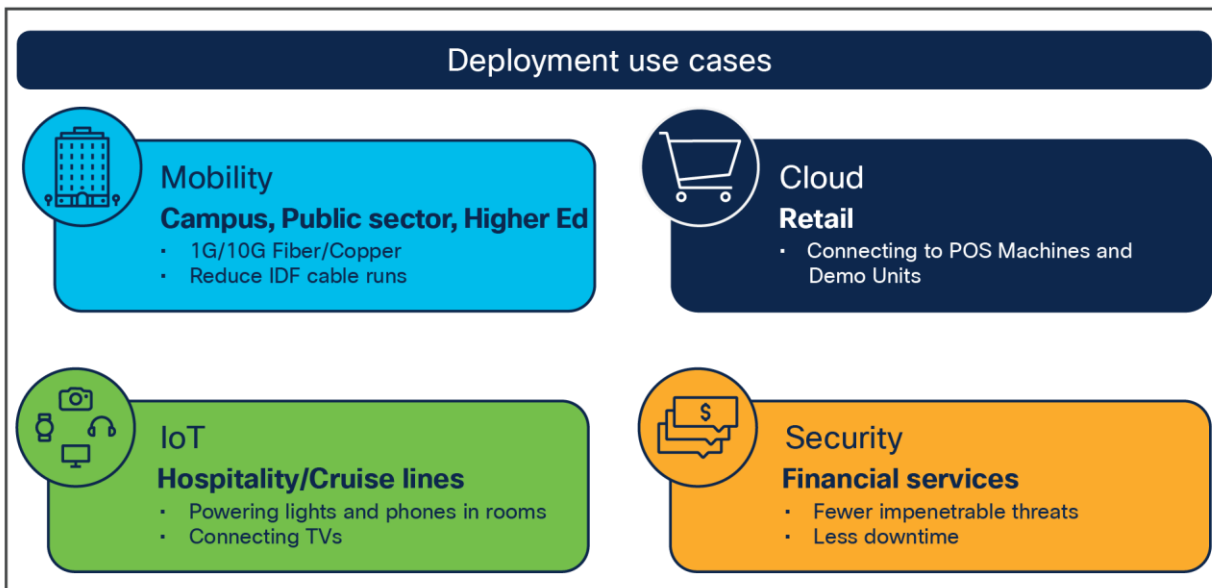 Deployment use cases
Mobility
Campus, Public sector, Higher Ed
· 1G/10G Fiber/Copper
· Reduce IDF cable runs
Cloud
Retail
· Connecting to POS Machines and
Demo Units
IoT
Hospitality/Cruise lines
· Powering lights and phones in rooms
· Connecting TVs
$
Security
Financial services
· Fewer impenetrable threats
· Less downtime